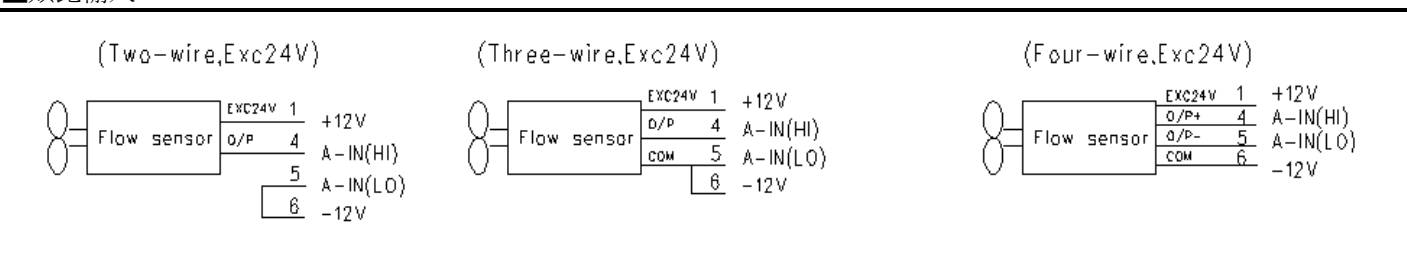 (Two-wire,Exc24V)
EXC24V 1 +12V
Flow sensor O/P 4 A-IN(HI)
5 A-IN(LO)
6 -12V
(Three-wire,Exc24V)
EXC24V 1 +12V
Flow sensor O/P 4 A-IN(HI)
COM 5 A-IN(LO)
6 -12V
(Four-wire,Exc24V)
EXC24V 1 +12V
O/P+ 4 A-IN(HI)
Flow sensor O/P- 5 A-IN(LO)
COM 6 -12V